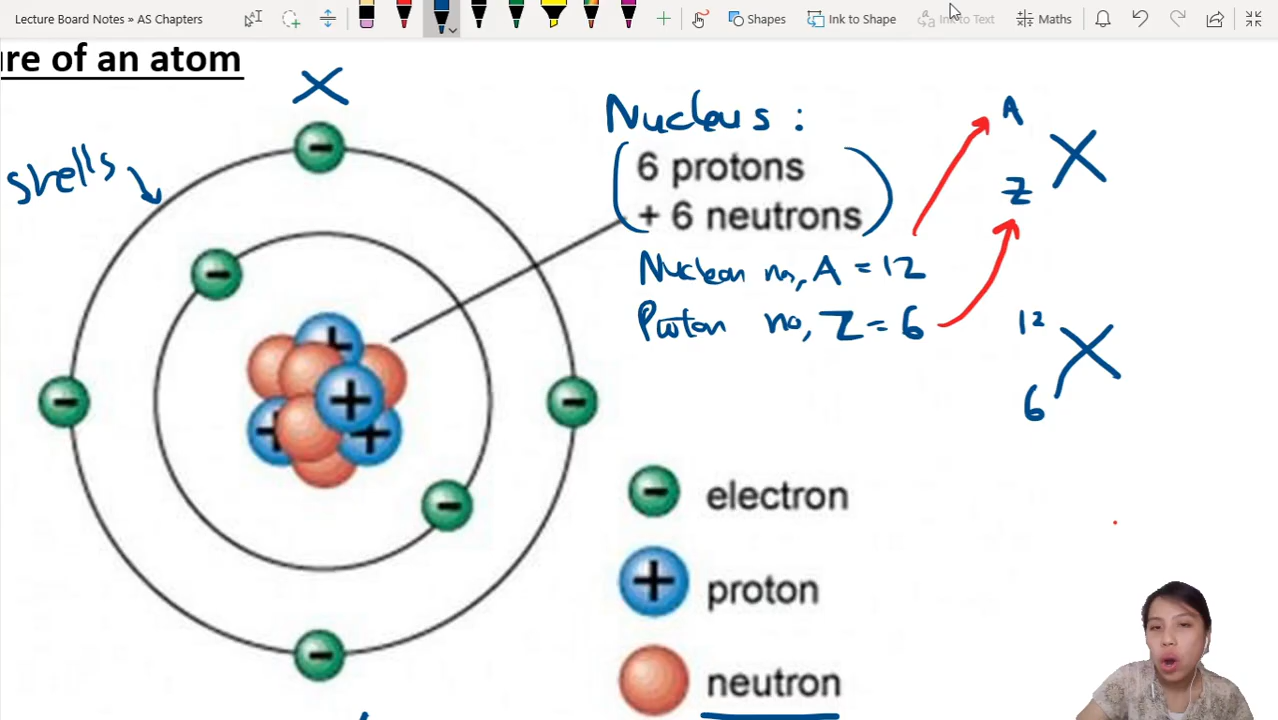 Lecture Board Notes » AS Chapters
Shapes
Ink to Shape
Ink to Text
Maths
re of an atom
X
shells
Nucleus :
6 protons
+ 6 neutrons
Nucleon no, A = 12
Proton no, Z = 6
A
X
Z
12
X
6
electron
proton
neutron